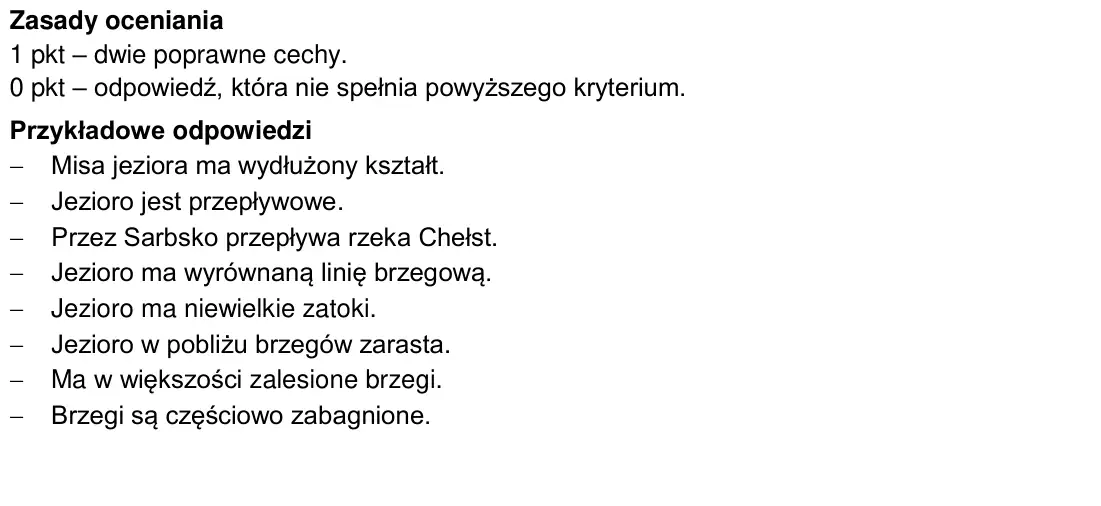 Zasady oceniania
1 pkt – dwie poprawne cechy.
0 pkt – odpowiedź, która nie spełnia powyższego kryterium.
Przykładowe odpowiedzi
– Misa jeziora ma wydłużony kształt.
– Jezioro jest przepływowe.
– Przez Sarbsko przepływa rzeka Chełst.
– Jezioro ma wyrównaną linię brzegową.
– Jezioro ma niewielkie zatoki.
– Jezioro w pobliżu brzegów zarasta.
– Ma w większości zalesione brzegi.
– Brzegi są częściowo zabagnione.